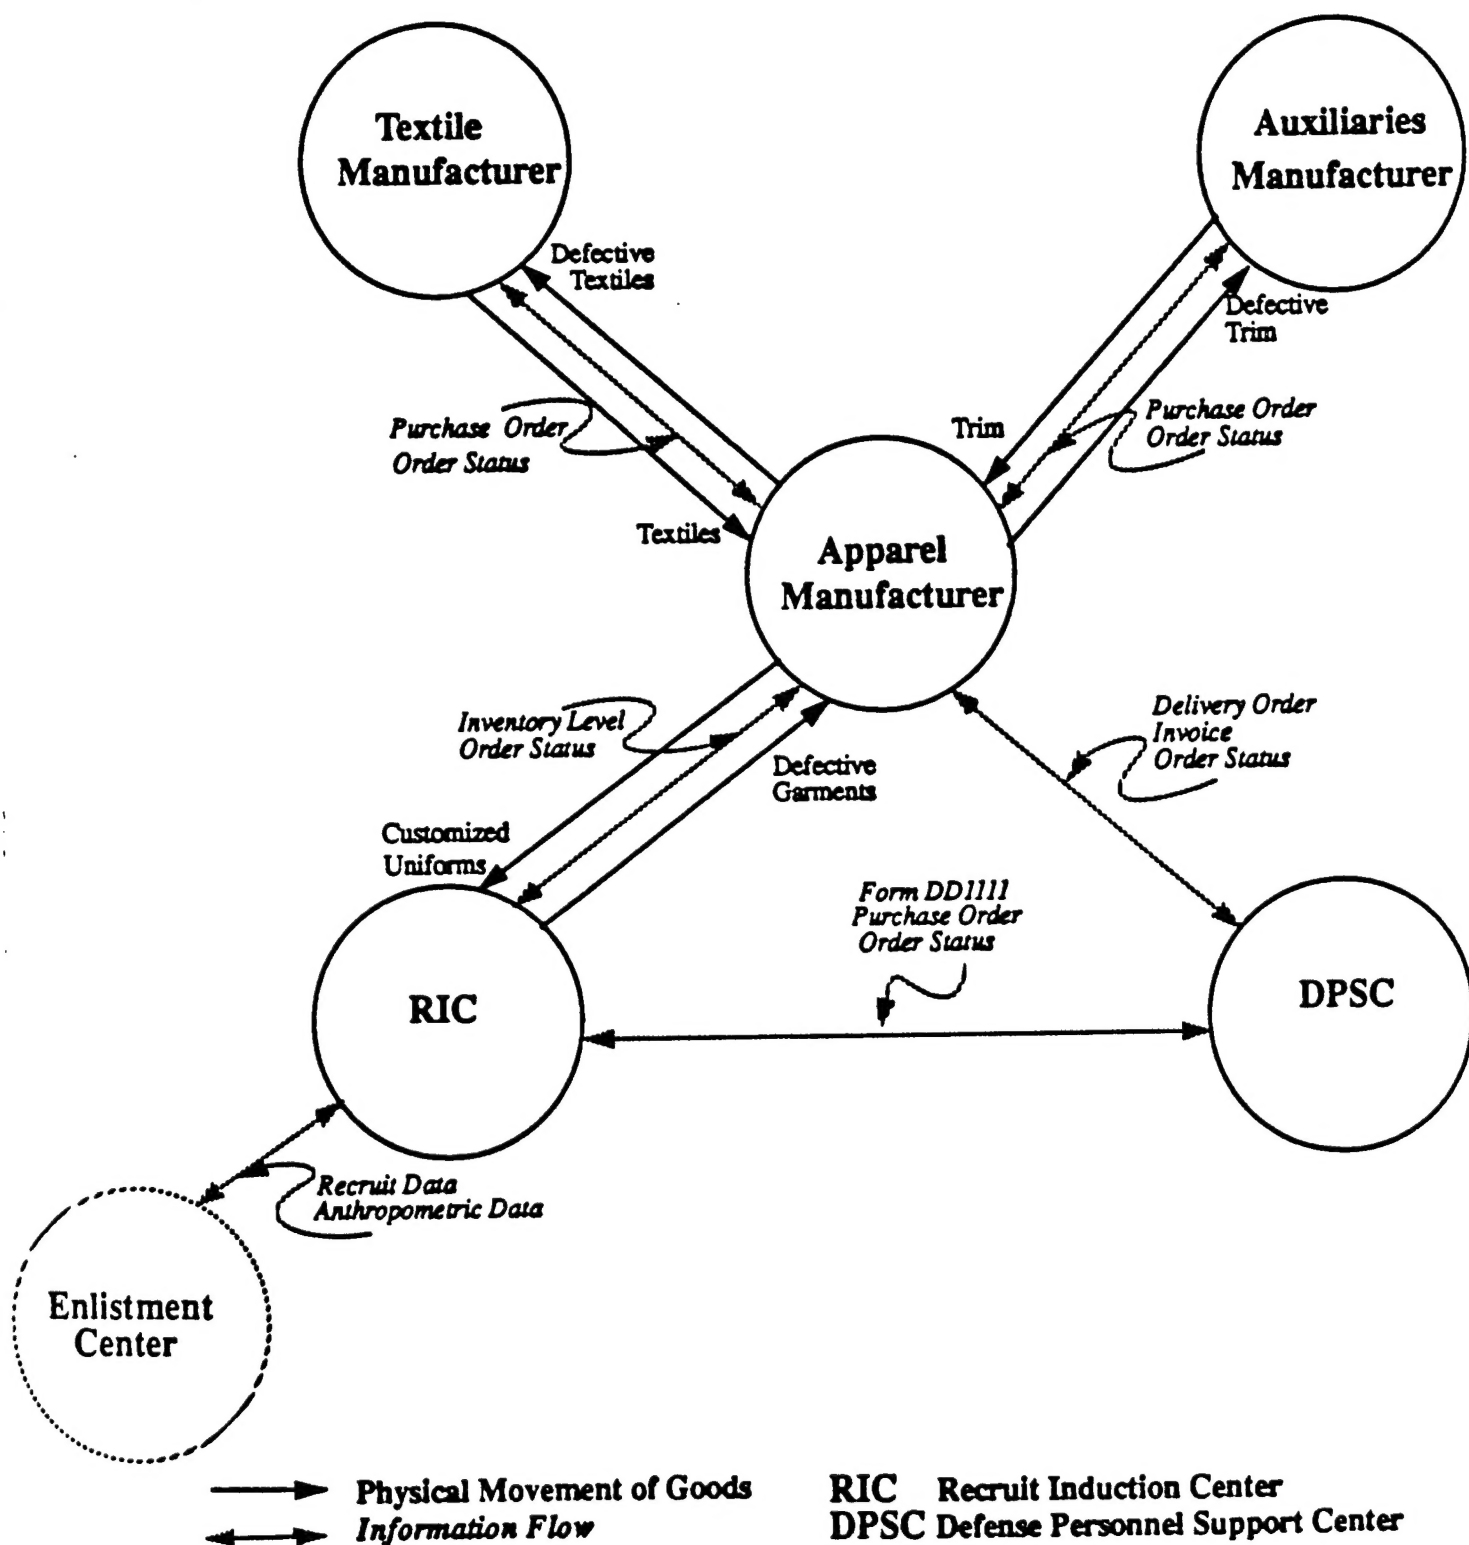 Textile
Manufacturer
Auxiliaries
Manufacturer
Defective
Textiles
Defective
Trim
Purchase Order
Order Status
Trim
Purchase Order
Order Status
Textiles
Apparel
Manufacturer
Inventory Level
Order Status
Defective
Garments
Delivery Order
Invoice
Order Status
Customized
Uniforms
Form DD1111
Purchase Order
Order Status
RIC
DPSC
Recruit Data
Anthropometric Data
Enlistment
Center
Physical Movement of Goods
Information Flow
RIC Recruit Induction Center
DPSC Defense Personnel Support Center